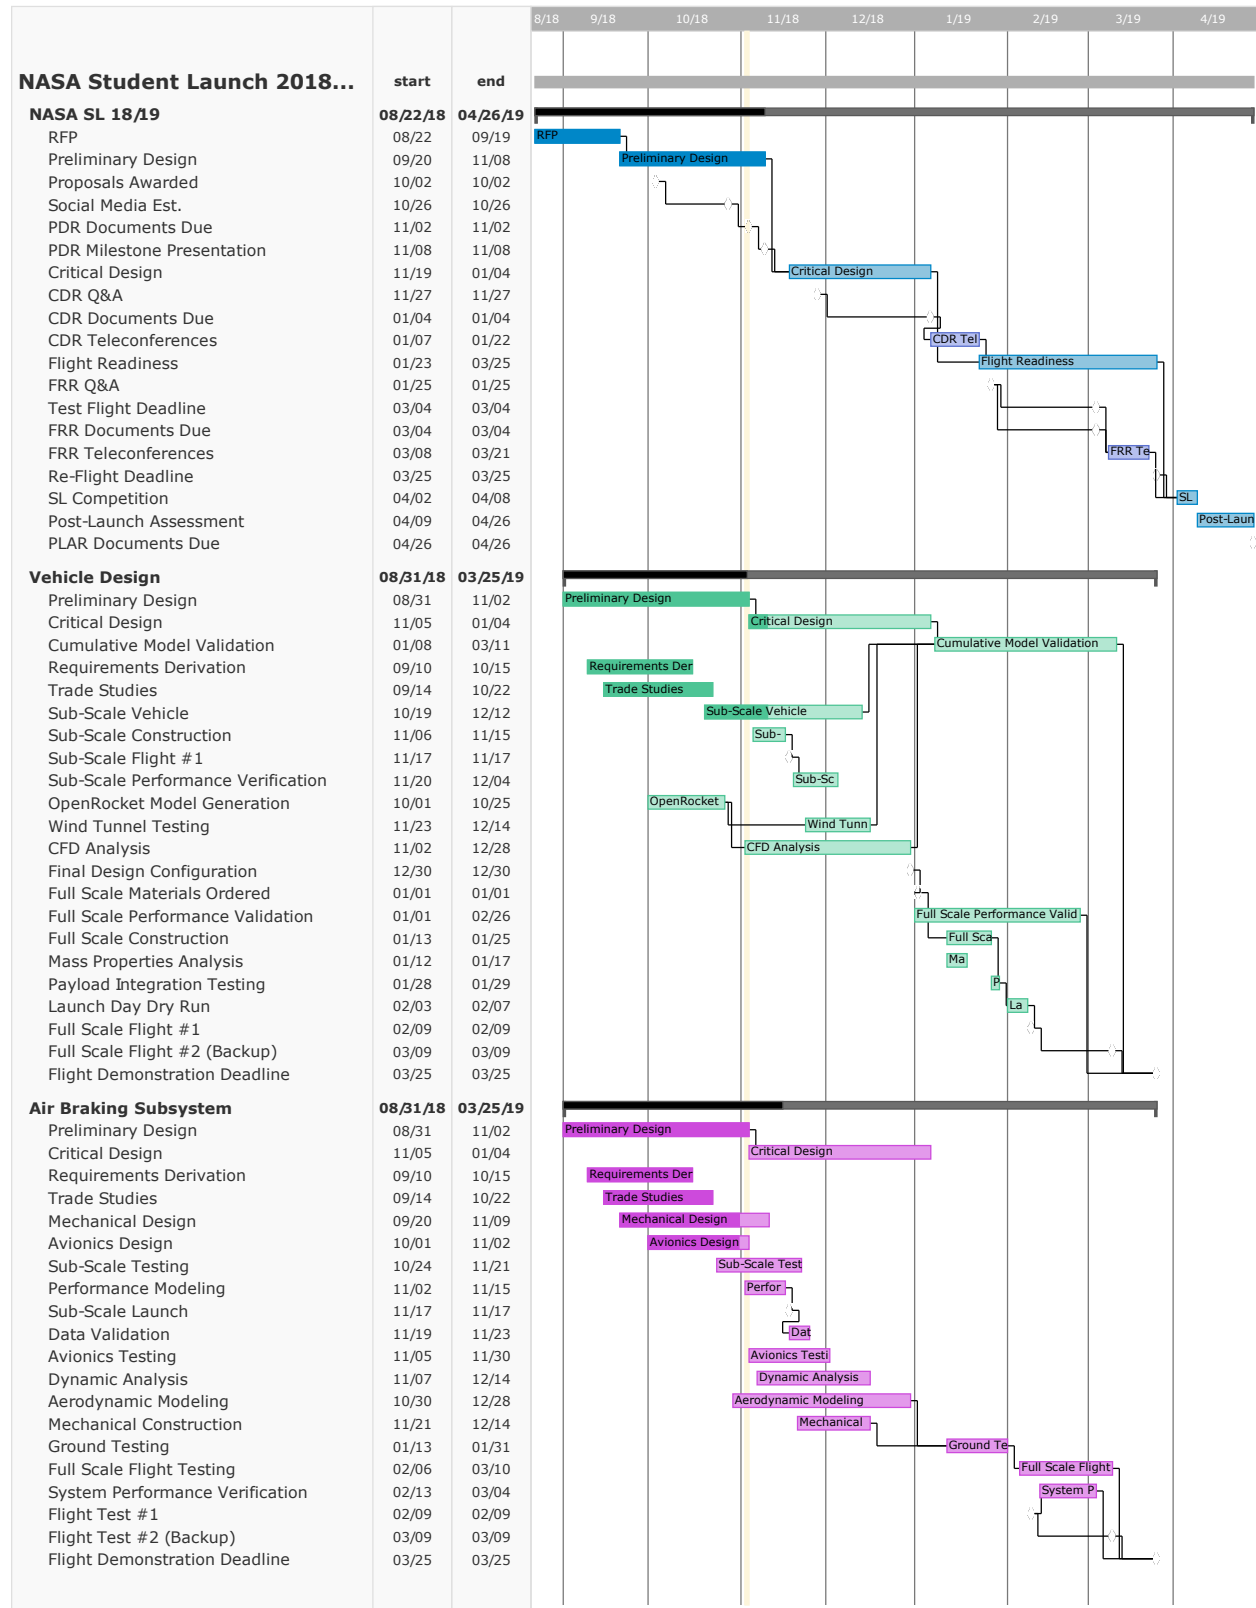 8/18 9/18 10/18 11/18 12/18 1/19 2/19 3/19 4/19
NASA Student Launch 2018... start end
NASA SL 18/19 08/22/18 04/26/19
RFP 08/22 09/19 RFP
Preliminary Design 09/20 11/08 Preliminary Design
Proposals Awarded 10/02 10/02
Social Media Est. 10/26 10/26
PDR Documents Due 11/02 11/02
PDR Milestone Presentation 11/08 11/08
Critical Design 11/19 01/04 Critical Design
CDR Q&A 11/27 11/27
CDR Documents Due 01/04 01/04
CDR Teleconferences 01/07 01/22 CDR Tel
Flight Readiness 01/23 03/25 Flight Readiness
FRR Q&A 01/25 01/25
Test Flight Deadline 03/04 03/04
FRR Documents Due 03/04 03/04
FRR Teleconferences 03/08 03/21 FRR Te
Re-Flight Deadline 03/25 03/25
SL Competition 04/02 04/08 SL
Post-Launch Assessment 04/09 04/26 Post-Laun
PLAR Documents Due 04/26 04/26
Vehicle Design 08/31/18 03/25/19
Preliminary Design 08/31 11/02 Preliminary Design
Critical Design 11/05 01/04 Critical Design
Cumulative Model Validation 01/08 03/11 Cumulative Model Validation
Requirements Derivation 09/10 10/15 Requirements Der
Trade Studies 09/14 10/22 Trade Studies
Sub-Scale Vehicle 10/19 12/12 Sub-Scale Vehicle
Sub-Scale Construction 11/06 11/15 Sub-
Sub-Scale Flight #1 11/17 11/17
Sub-Scale Performance Verification 11/20 12/04 Sub-Sc
OpenRocket Model Generation 10/01 10/25 OpenRocket
Wind Tunnel Testing 11/23 12/14 Wind Tunn
CFD Analysis 11/02 12/28 CFD Analysis
Final Design Configuration 12/30 12/30
Full Scale Materials Ordered 01/01 01/01
Full Scale Performance Validation 01/01 02/26 Full Scale Performance Valid
Full Scale Construction 01/13 01/25 Full Sca
Mass Properties Analysis 01/12 01/17 Ma
Payload Integration Testing 01/28 01/29 P
Launch Day Dry Run 02/03 02/07 La
Full Scale Flight #1 02/09 02/09
Full Scale Flight #2 (Backup) 03/09 03/09
Flight Demonstration Deadline 03/25 03/25
Air Braking Subsystem 08/31/18 03/25/19
Preliminary Design 08/31 11/02 Preliminary Design
Critical Design 11/05 01/04 Critical Design
Requirements Derivation 09/10 10/15 Requirements Der
Trade Studies 09/14 10/22 Trade Studies
Mechanical Design 09/20 11/09 Mechanical Design
Avionics Design 10/01 11/02 Avionics Design
Sub-Scale Testing 10/24 11/21 Sub-Scale Test
Performance Modeling 11/02 11/15 Perfor
Sub-Scale Launch 11/17 11/17
Data Validation 11/19 11/23 Dat
Avionics Testing 11/05 11/30 Avionics Testi
Dynamic Analysis 11/07 12/14 Dynamic Analysis
Aerodynamic Modeling 10/30 12/28 Aerodynamic Modeling
Mechanical Construction 11/21 12/14 Mechanical
Ground Testing 01/13 01/31 Ground Te
Full Scale Flight Testing 02/06 03/10 Full Scale Flight
System Performance Verification 02/13 03/04 System P
Flight Test #1 02/09 02/09
Flight Test #2 (Backup) 03/09 03/09
Flight Demonstration Deadline 03/25 03/25